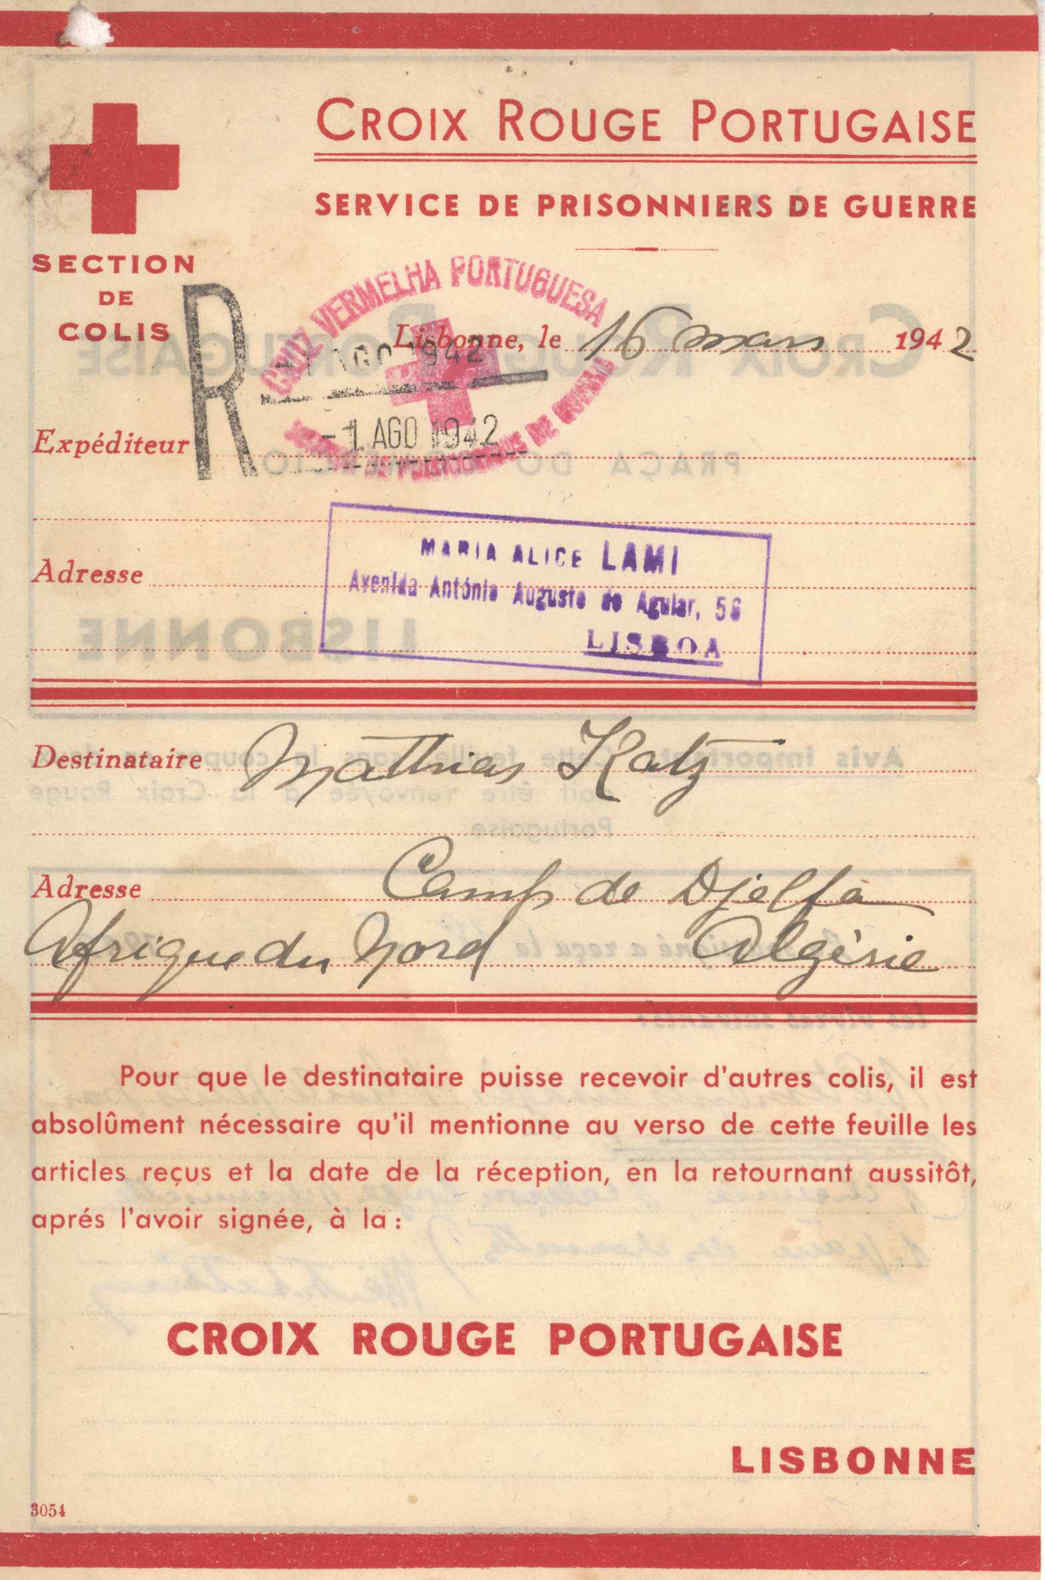 CROIX ROUGE PORTUGAISE
SERVICE DE PRISONNIERS DE GUERRE
SECTION
DE
COLIS
R
CRUZ VERMELHA PORTUGUESA
Lisbonne, le 16 mars 1942
AGO 1942
-1 AGO 1942
DE GUERRA
Expéditeur
MARIA ALICE LAMI
Adresse
Avenida António Augusto de Aguiar, 56
LISBOA
Destinataire Matthias Katz
Adresse Camp de Djelfa
Afrique du Nord Algérie
Pour que le destinataire puisse recevoir d'autres colis, il est
absolûment nécessaire qu'il mentionne au verso de cette feuille les
articles reçus et la date de la réception, en la retournant aussitôt,
aprés l'avoir signée, à la :
CROIX ROUGE PORTUGAISE
LISBONNE
3054